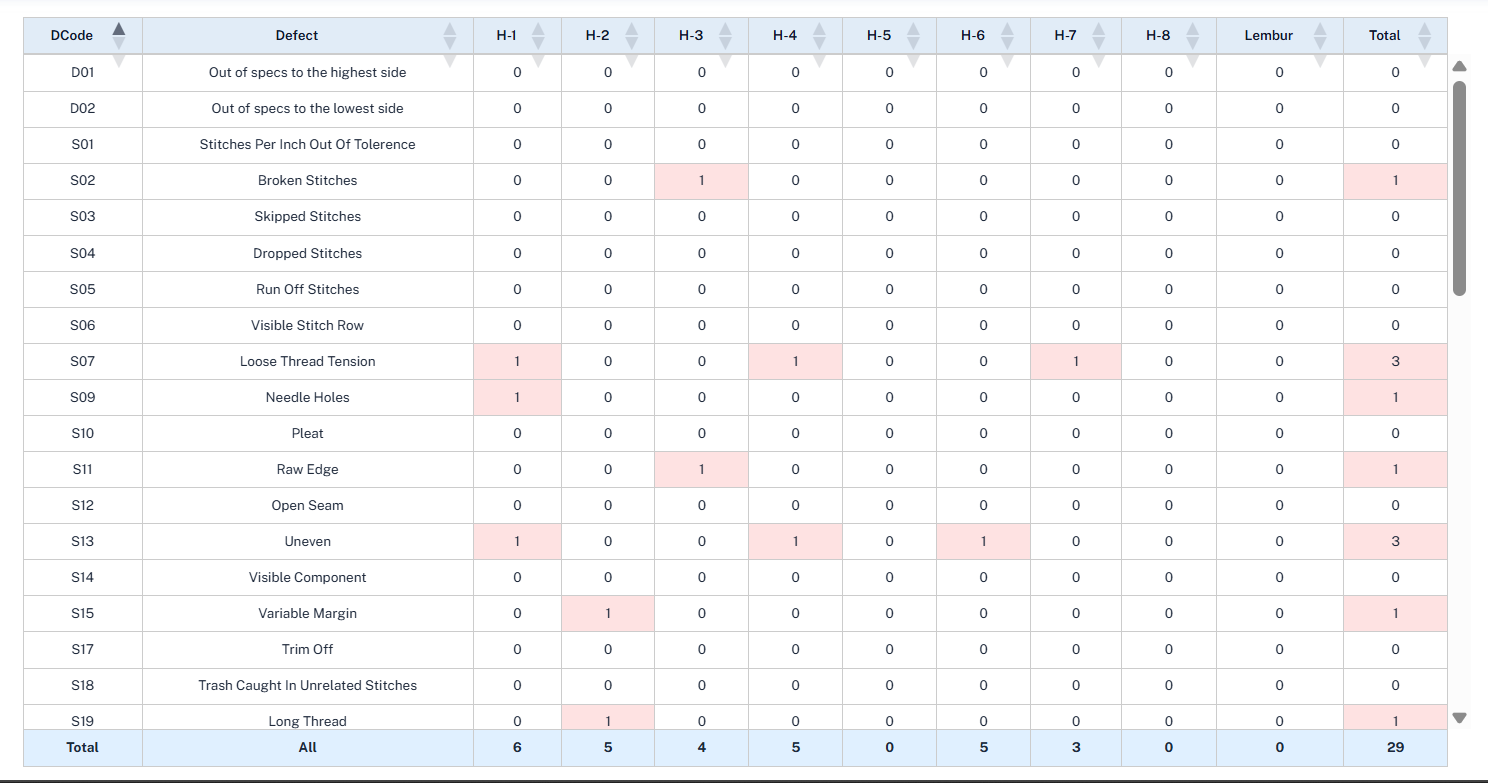 DCode Defect H-1 H-2 H-3 H-4 H-5 H-6 H-7 H-8 Lembur Total
D01 Out of specs to the highest side 0 0 0 0 0 0 0 0 0 0
D02 Out of specs to the lowest side 0 0 0 0 0 0 0 0 0 0
S01 Stitches Per Inch Out Of Tolerence 0 0 0 0 0 0 0 0 0 0
S02 Broken Stitches 0 0 1 0 0 0 0 0 0 1
S03 Skipped Stitches 0 0 0 0 0 0 0 0 0 0
S04 Dropped Stitches 0 0 0 0 0 0 0 0 0 0
S05 Run Off Stitches 0 0 0 0 0 0 0 0 0 0
S06 Visible Stitch Row 0 0 0 0 0 0 0 0 0 0
S07 Loose Thread Tension 1 0 0 1 0 0 1 0 0 3
S09 Needle Holes 1 0 0 0 0 0 0 0 0 1
S10 Pleat 0 0 0 0 0 0 0 0 0 0
S11 Raw Edge 0 0 1 0 0 0 0 0 0 1
S12 Open Seam 0 0 0 0 0 0 0 0 0 0
S13 Uneven 1 0 0 1 0 1 0 0 0 3
S14 Visible Component 0 0 0 0 0 0 0 0 0 0
S15 Variable Margin 0 1 0 0 0 0 0 0 0 1
S17 Trim Off 0 0 0 0 0 0 0 0 0 0
S18 Trash Caught In Unrelated Stitches 0 0 0 0 0 0 0 0 0 0
S19 Long Thread 0 1 0 0 0 0 0 0 0 1
Total All 6 5 4 5 0 5 3 0 0 29